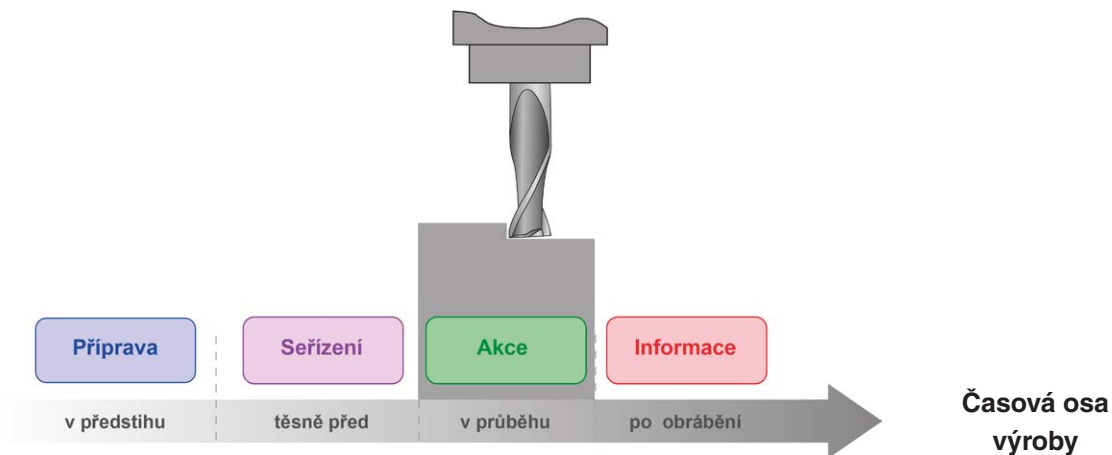 Příprava
Seřízení
Akce
Informace
v předstihu
těsně před
v průběhu
po obrábění
Časová osa
výroby